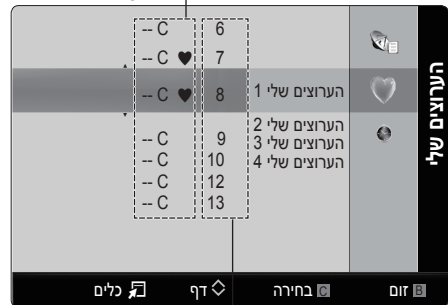 הערוצים שלי
6 C --
7 ♥ C --
הערוצים שלי 1 8 ♥ C --
הערוצים שלי 2
הערוצים שלי 3 9 C --
הערוצים שלי 4 10 C --
12 C --
13 C --
B זום C בחירה דף כלים